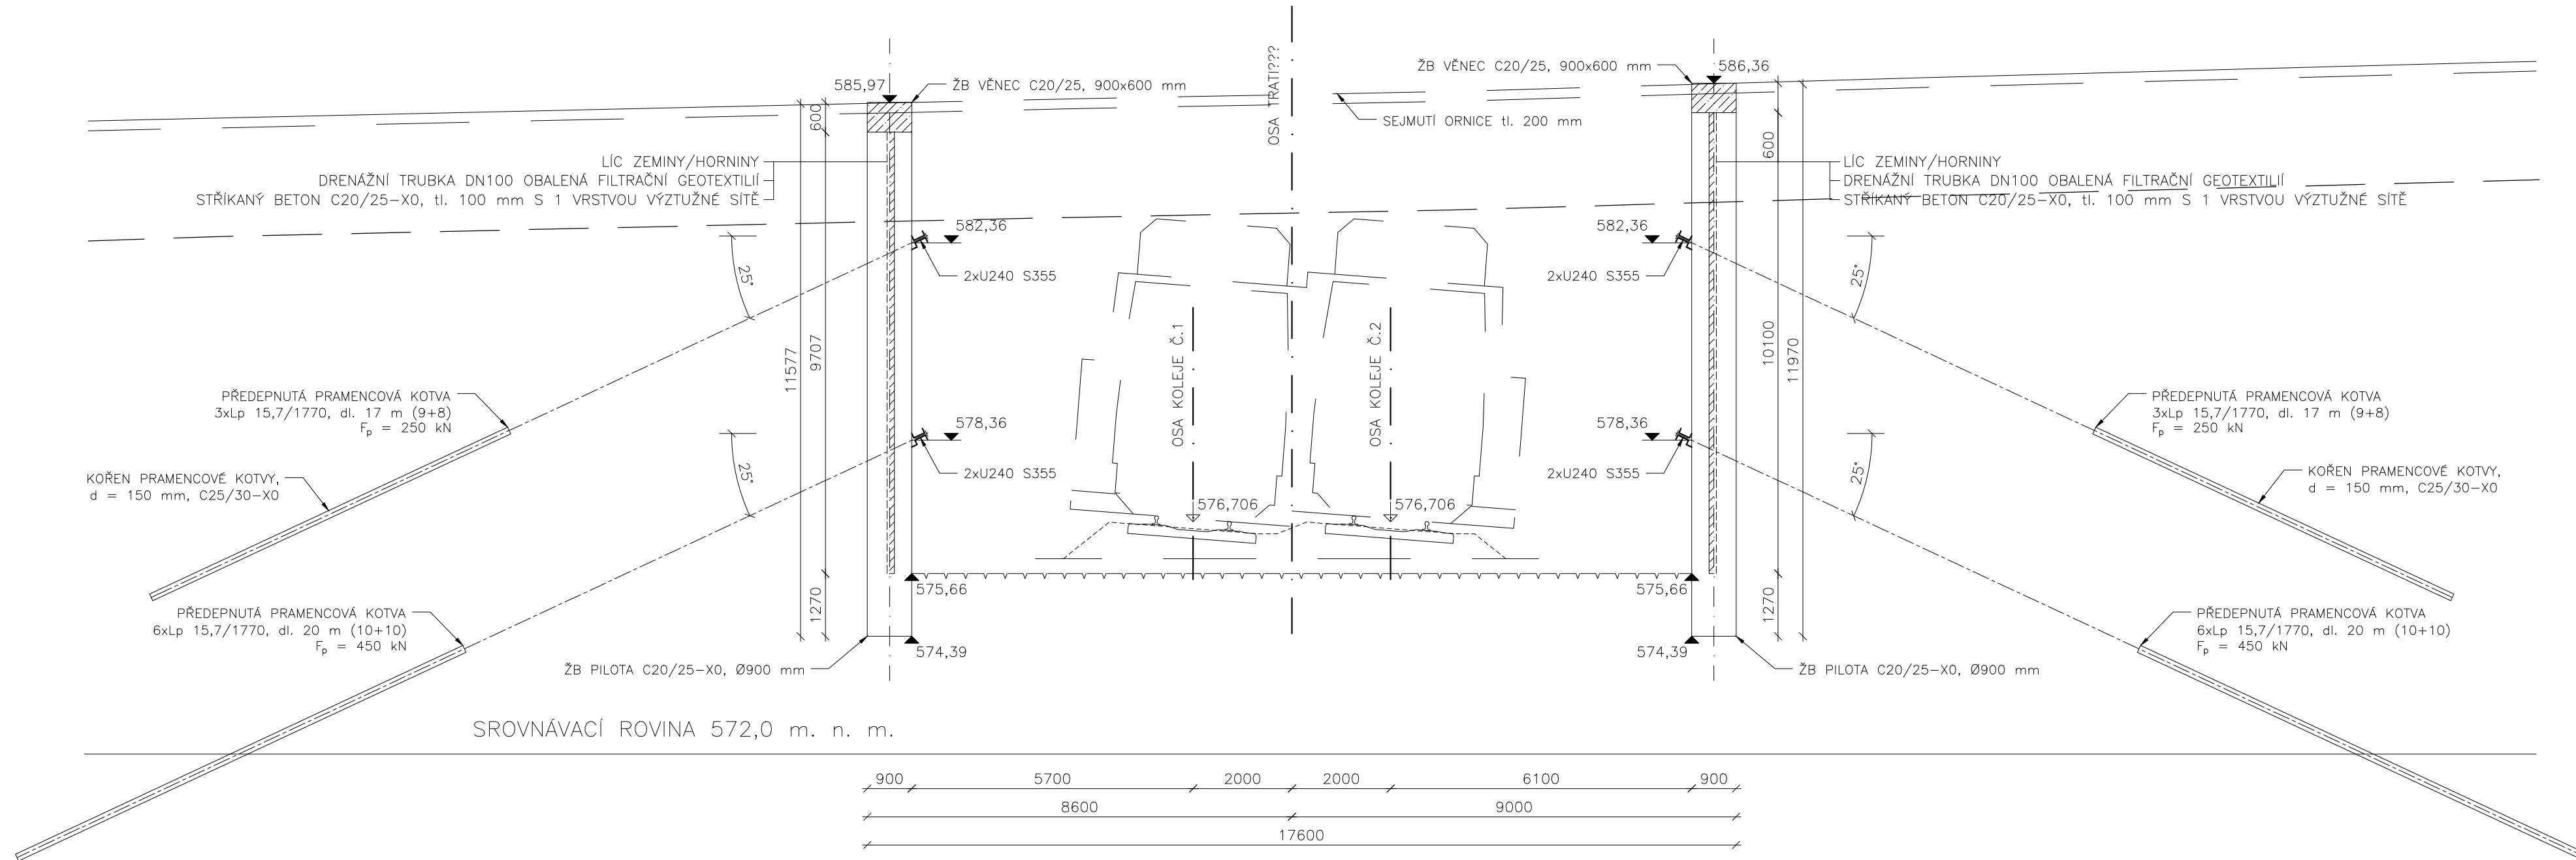 OSA TRATI???
ŽB VĚNEC C20/25, 900x600 mm
586,36
585,97
ŽB VĚNEC C20/25, 900x600 mm
SEJMUTÍ ORNICE tl. 200 mm
600
600
LÍC ZEMINY/HORNINY
DRENÁŽNÍ TRUBKA DN100 OBALENÁ FILTRAČNÍ GEOTEXTILIÍ
STŘÍKANÝ BETON C20/25-X0, tl. 100 mm S 1 VRSTVOU VÝZTUŽNÉ SÍTĚ
LÍC ZEMINY/HORNINY
DRENÁŽNÍ TRUBKA DN100 OBALENÁ FILTRAČNÍ GEOTEXTILIÍ
STŘÍKANÝ BETON C20/25-X0, tl. 100 mm S 1 VRSTVOU VÝZTUŽNÉ SÍTĚ
582,36
582,36
25°
2xU240 S355
2xU240 S355
25°
11577
9707
OSA KOLEJE Č.1
OSA KOLEJE Č.2
10100
11970
PŘEDEPNUTÁ PRAMENCOVÁ KOTVA
3xLp 15,7/1770, dl. 17 m (9+8)
Fp = 250 kN
PŘEDEPNUTÁ PRAMENCOVÁ KOTVA
3xLp 15,7/1770, dl. 17 m (9+8)
Fp = 250 kN
578,36
578,36
25°
2xU240 S355
2xU240 S355
25°
KOŘEN PRAMENCOVÉ KOTVY,
d = 150 mm, C25/30-X0
KOŘEN PRAMENCOVÉ KOTVY,
d = 150 mm, C25/30-X0
576,706
576,706
575,66
575,66
1270
1270
PŘEDEPNUTÁ PRAMENCOVÁ KOTVA
6xLp 15,7/1770, dl. 20 m (10+10)
Fp = 450 kN
PŘEDEPNUTÁ PRAMENCOVÁ KOTVA
6xLp 15,7/1770, dl. 20 m (10+10)
Fp = 450 kN
574,39
574,39
ŽB PILOTA C20/25-X0, Ø900 mm
ŽB PILOTA C20/25-X0, Ø900 mm
SROVNÁVACÍ ROVINA 572,0 m. n. m.
900 5700 2000 2000 6100 900
8600 9000
17600